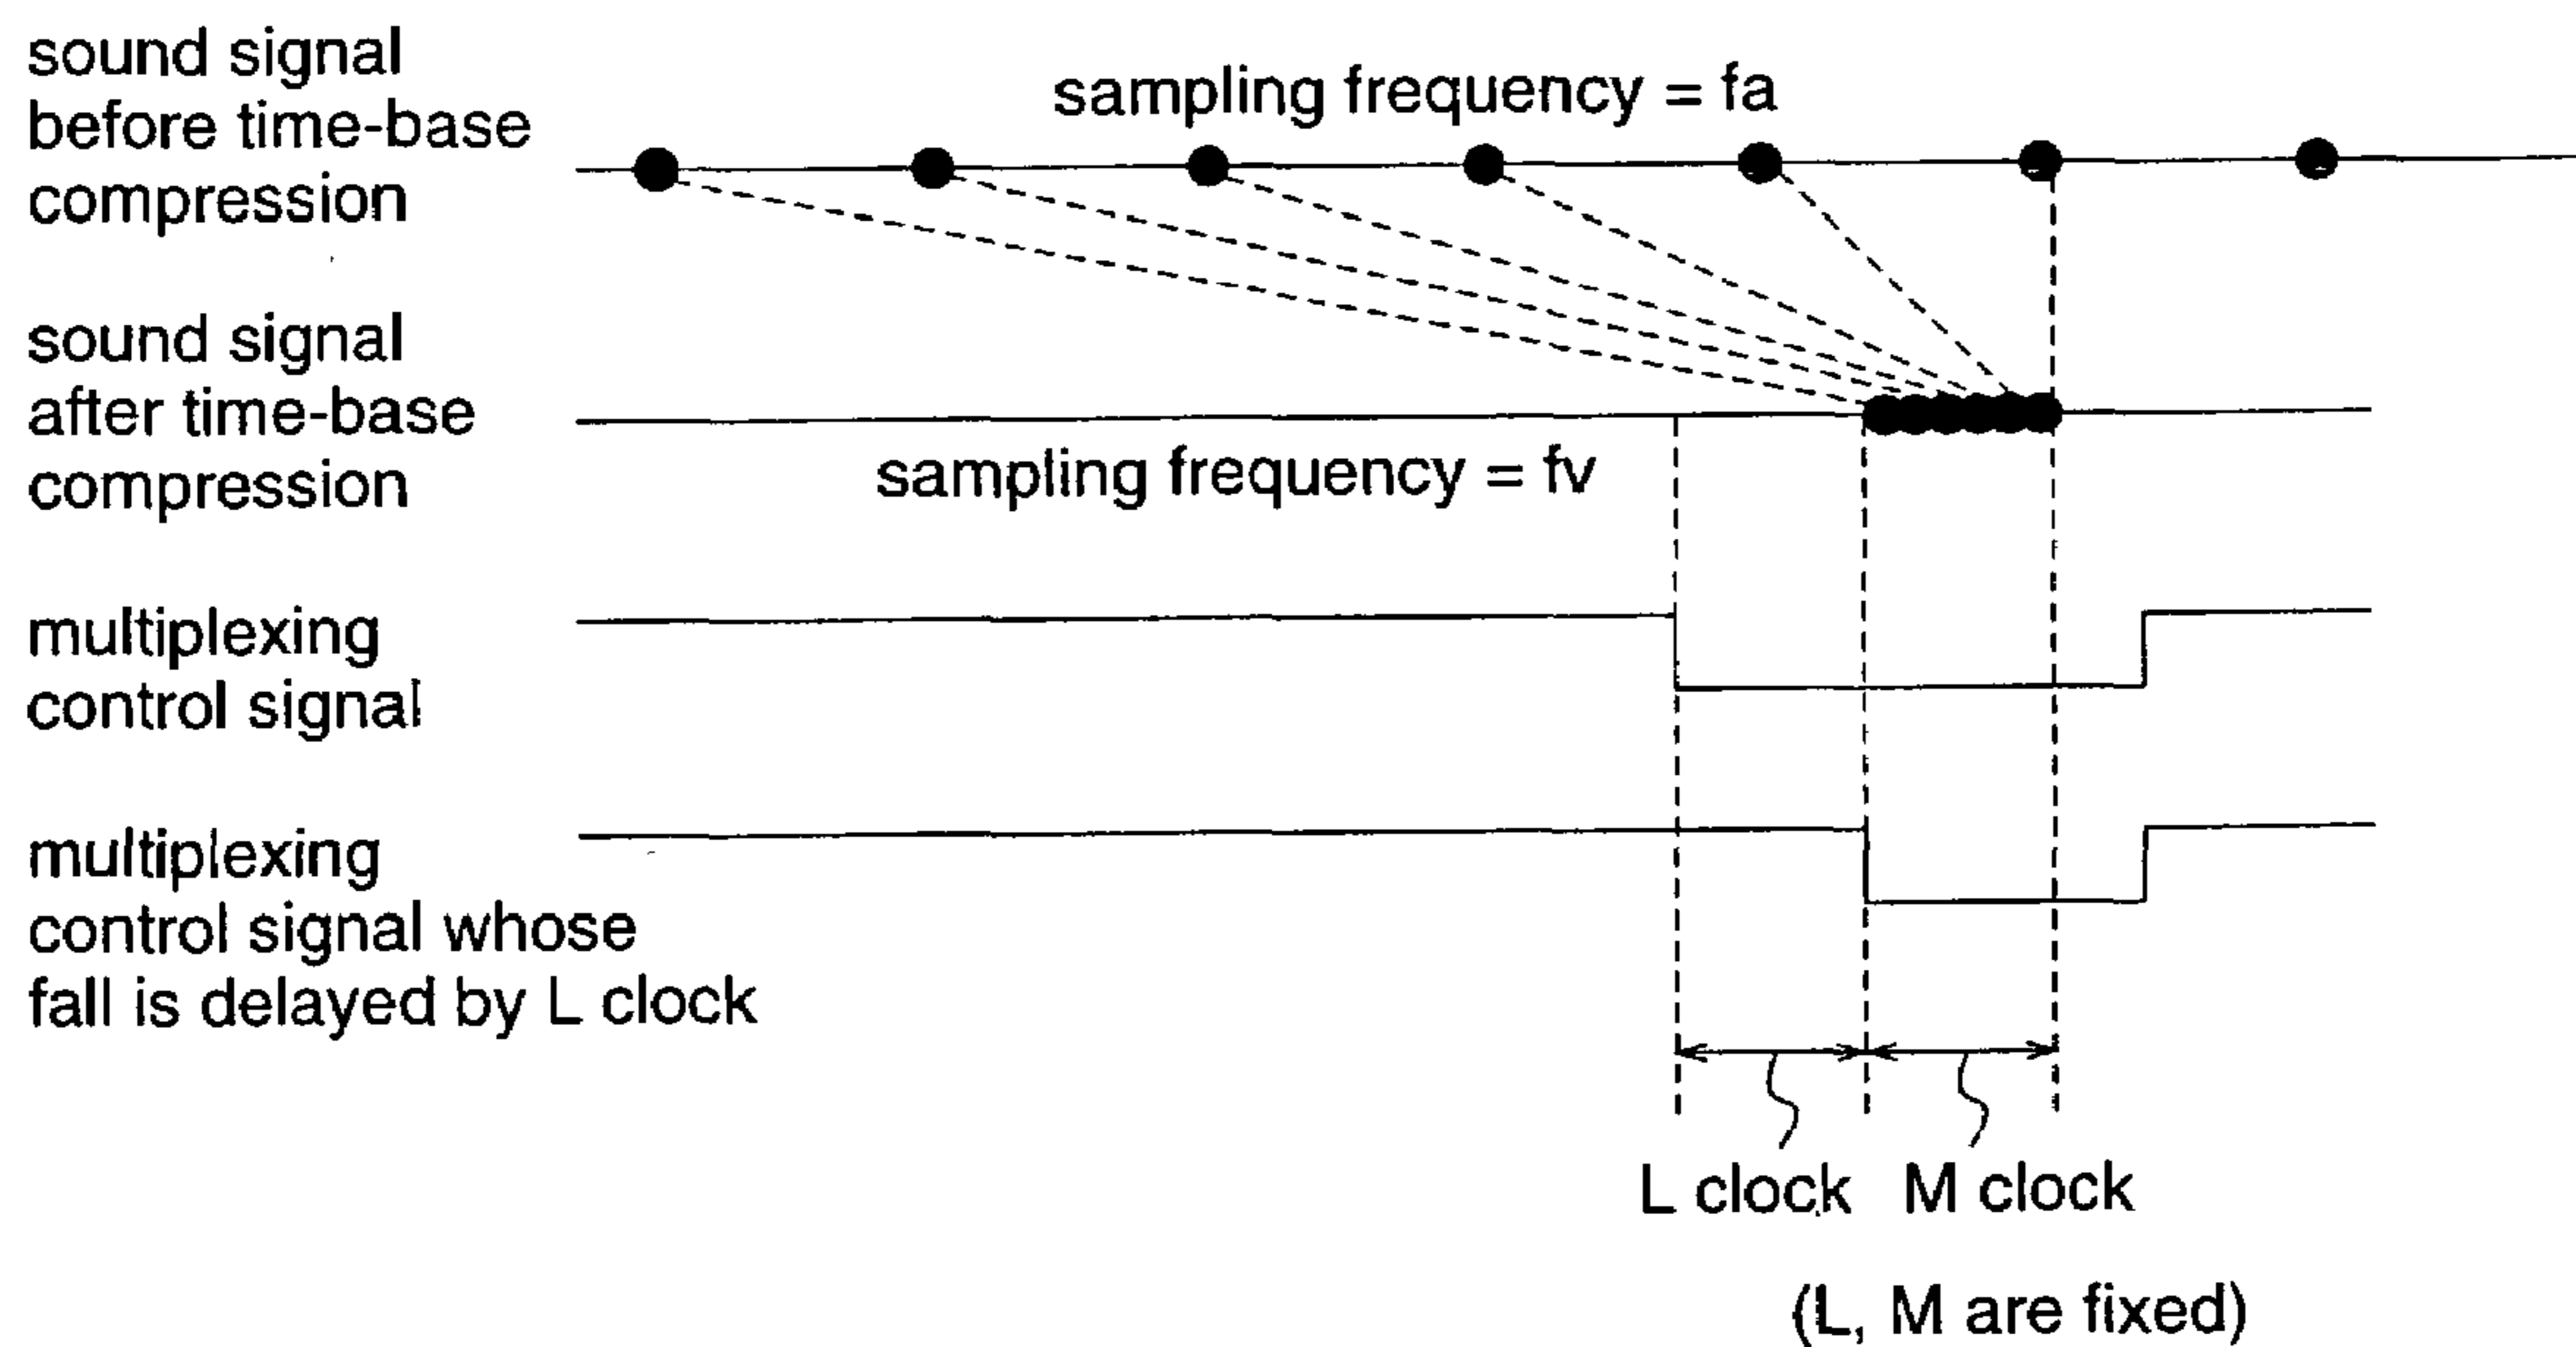 sound signal
before time-base
compression
sampling frequency = fa
sound signal
after time-base
compression
sampling frequency = fv
multiplexing
control signal
multiplexing
control signal whose
fall is delayed by L clock
L clock
M clock
(L, M are fixed)